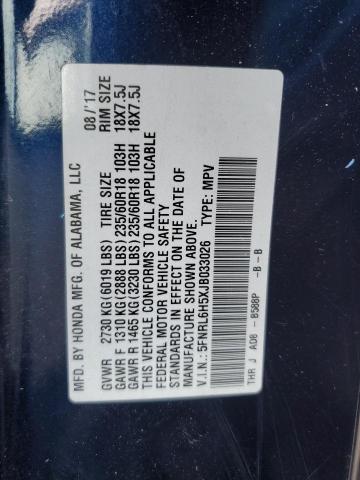 MFD. BY HONDA MFG. OF ALABAMA, LLC 08/'17
GVWR 2730 KG(6019 LBS) TIRE SIZE RIM SIZE
GAWR F 1310 KG(2888 LBS) 235/60R18 103H 18X7.5J
GAWR R 1465 KG(3230 LBS) 235/60R18 103H 18X7.5J
THIS VEHICLE CONFORMS TO ALL APPLICABLE
FEDERAL MOTOR VEHICLE SAFETY
STANDARDS IN EFFECT ON THE DATE OF
MANUFACTURE SHOWN ABOVE.
V.I.N.: 5FNRL6H5XJB033026 TYPE: MPV
THR J A08 - B588P -B-B